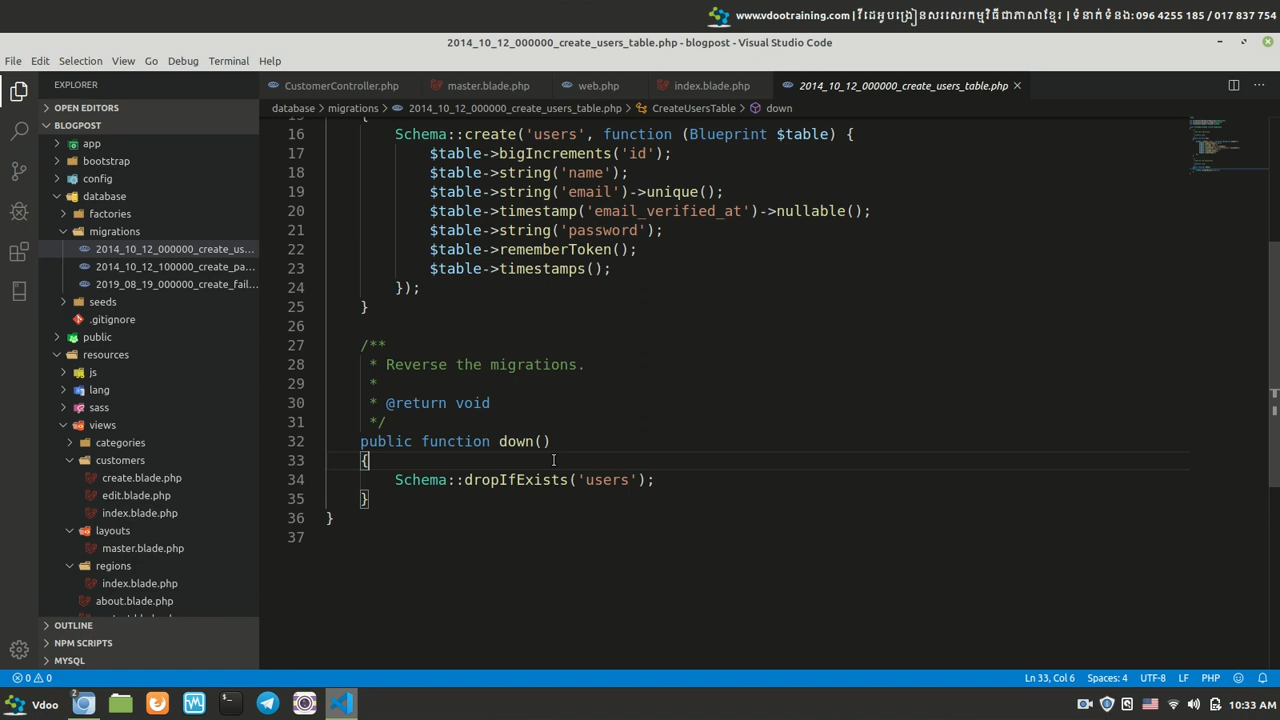 www.vdootraining.com | វីដេអូបង្រៀនសរសេរកម្មវិធីជាភាសាខ្មែរ | ទំនាក់ទំនង: 096 4255 185 / 017 837 754
2014_10_12_000000_create_users_table.php - blogpost - Visual Studio Code
File Edit Selection View Go Debug Terminal Help
EXPLORER
CustomerController.php master.blade.php web.php index.blade.php 2014_10_12_000000_create_users_table.php
OPEN EDITORS
database > migrations > 2014_10_12_000000_create_users_table.php > CreateUsersTable > down
BLOGPOST
app
bootstrap
config
database
factories
migrations
2014_10_12_000000_create_us...
2014_10_12_100000_create_pa...
2019_08_19_000000_create_fail...
seeds
.gitignore
public
resources
js
lang
sass
views
categories
customers
create.blade.php
edit.blade.php
index.blade.php
layouts
master.blade.php
regions
index.blade.php
about.blade.php
OUTLINE
NPM SCRIPTS
MYSQL
16 Schema::create('users', function (Blueprint $table) {
17 $table->bigIncrements('id');
18 $table->string('name');
19 $table->string('email')->unique();
20 $table->timestamp('email_verified_at')->nullable();
21 $table->string('password');
22 $table->rememberToken();
23 $table->timestamps();
24 });
25 }
26
27 /**
28 * Reverse the migrations.
29 *
30 * @return void
31 */
32 public function down()
33 {
34 Schema::dropIfExists('users');
35 }
36 }
37
0 0 Ln 33, Col 6 Spaces: 4 UTF-8 LF PHP
Vdoo 2 10:33 AM